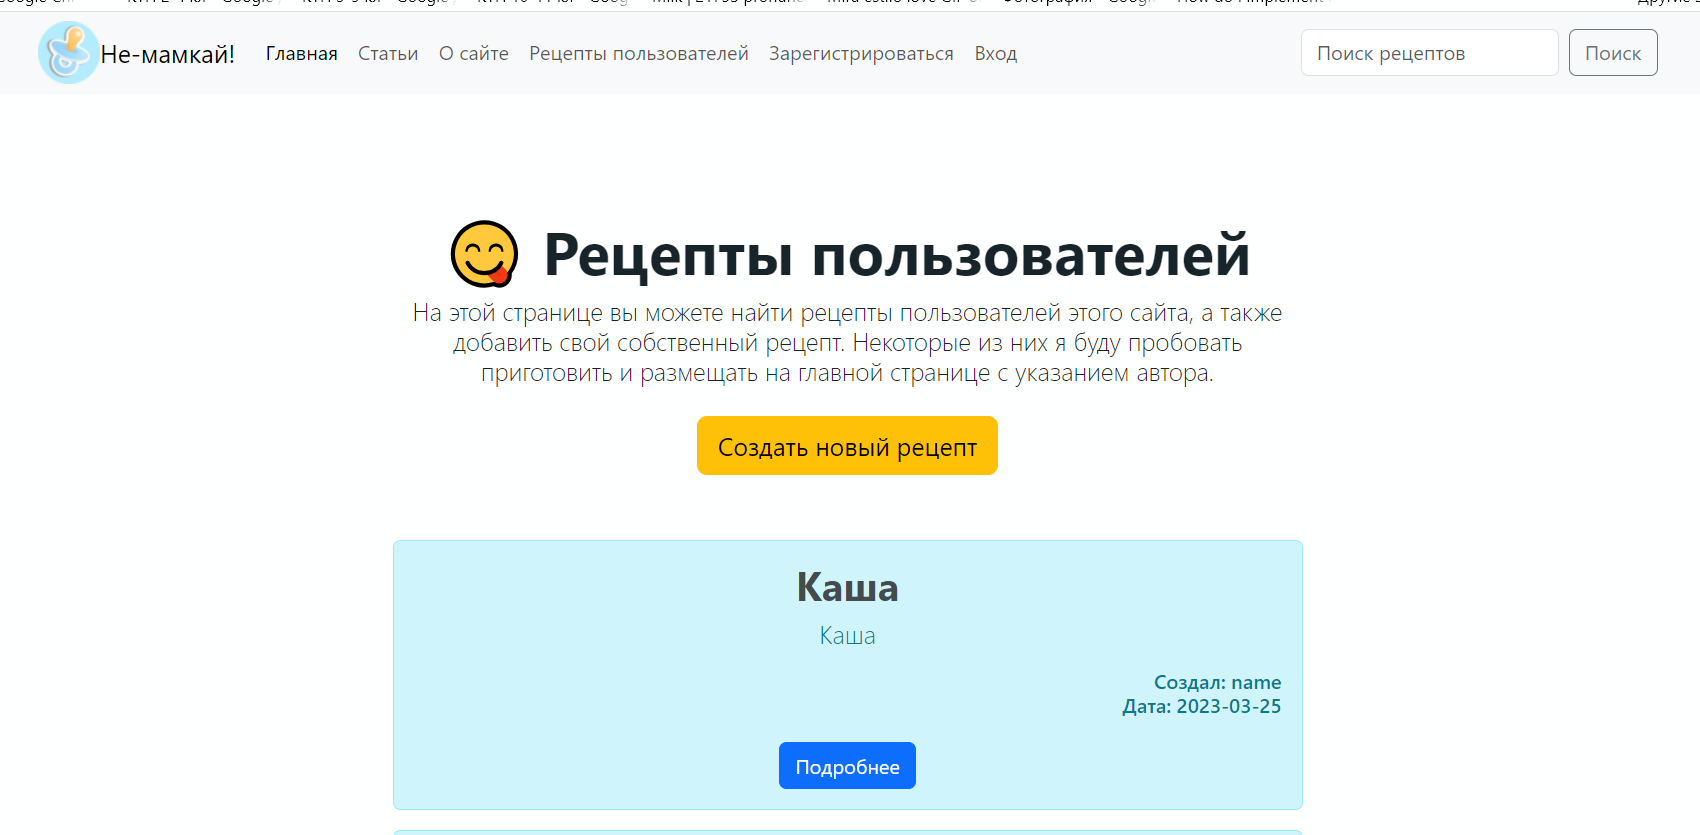 Не-мамкай!
Главная
Статьи
О сайте
Рецепты пользователей
Зарегистрироваться
Вход
Поиск рецептов
Поиск
Рецепты пользователей
На этой странице вы можете найти рецепты пользователей этого сайта, а также
добавить свой собственный рецепт. Некоторые из них я буду пробовать
приготовить и размещать на главной странице с указанием автора.
Создать новый рецепт
Каша
Каша
Создал: name
Дата: 2023-03-25
Подробнее